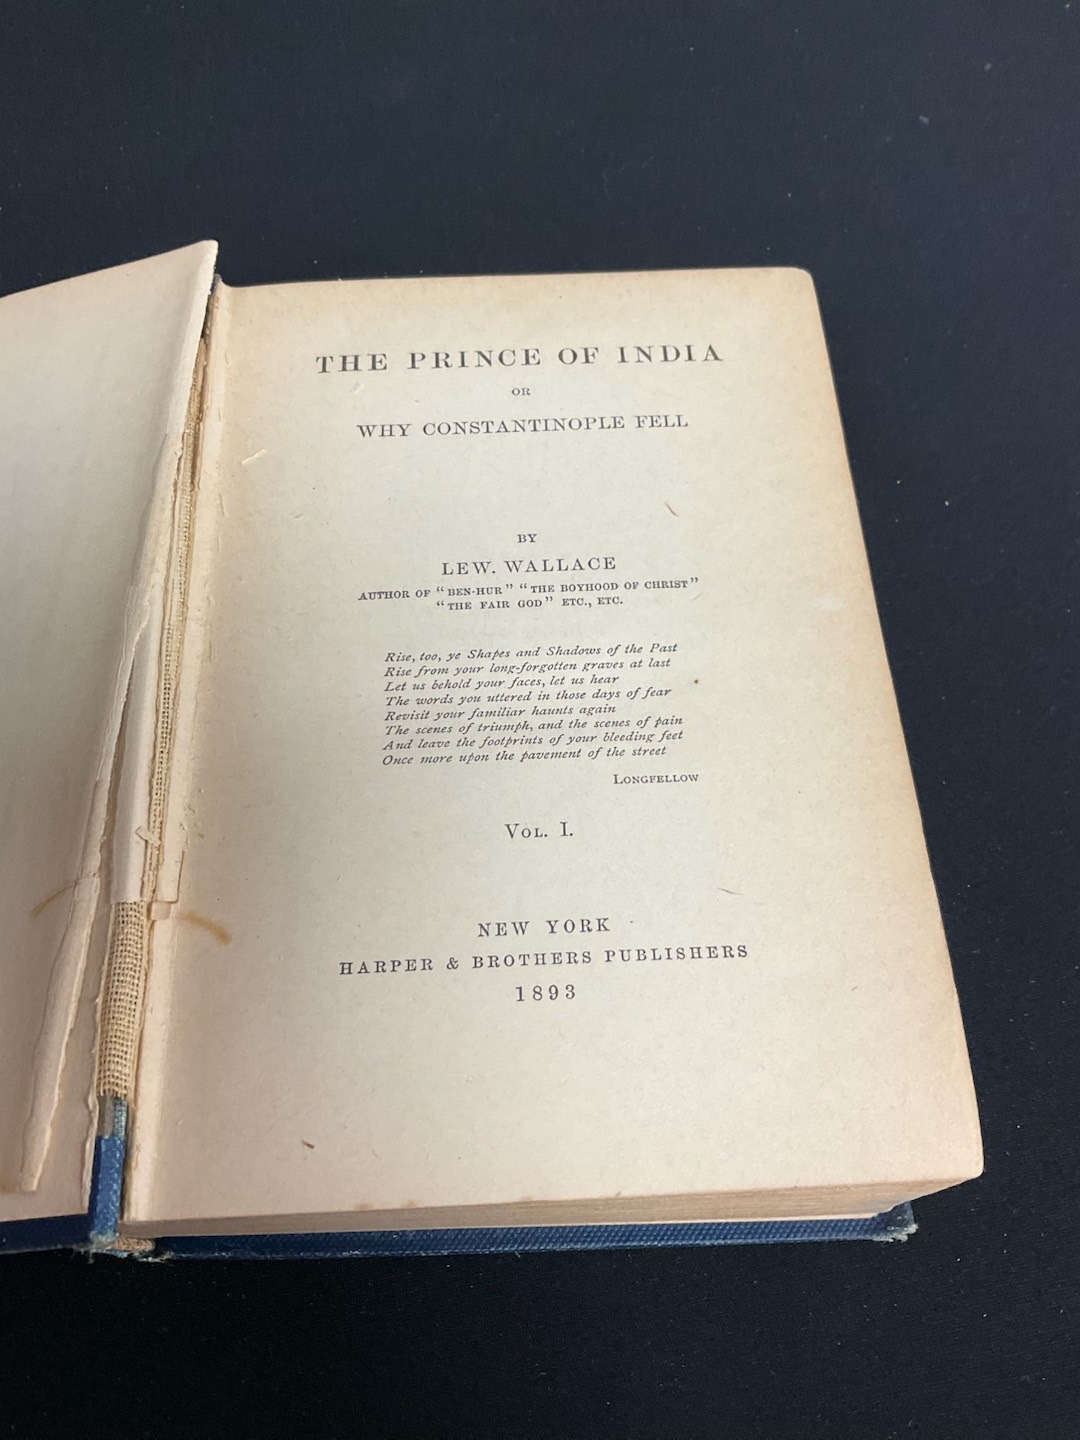 THE PRINCE OF INDIA
OR
WHY CONSTANTINOPLE FELL
BY
LEW. WALLACE
AUTHOR OF "BEN-HUR" "THE BOYHOOD OF CHRIST"
"THE FAIR GOD" ETC., ETC.
Rise, too, ye Shapes and Shadows of the Past
Rise from your long-forgotten graves at last
Let us behold your faces, let us hear
The words you uttered in those days of fear
Revisit your familiar haunts again
The scenes of triumph, and the scenes of pain
And leave the footprints of your bleeding feet
Once more upon the pavement of the street
LONGFELLOW
VOL. I.
NEW YORK
HARPER & BROTHERS PUBLISHERS
1893